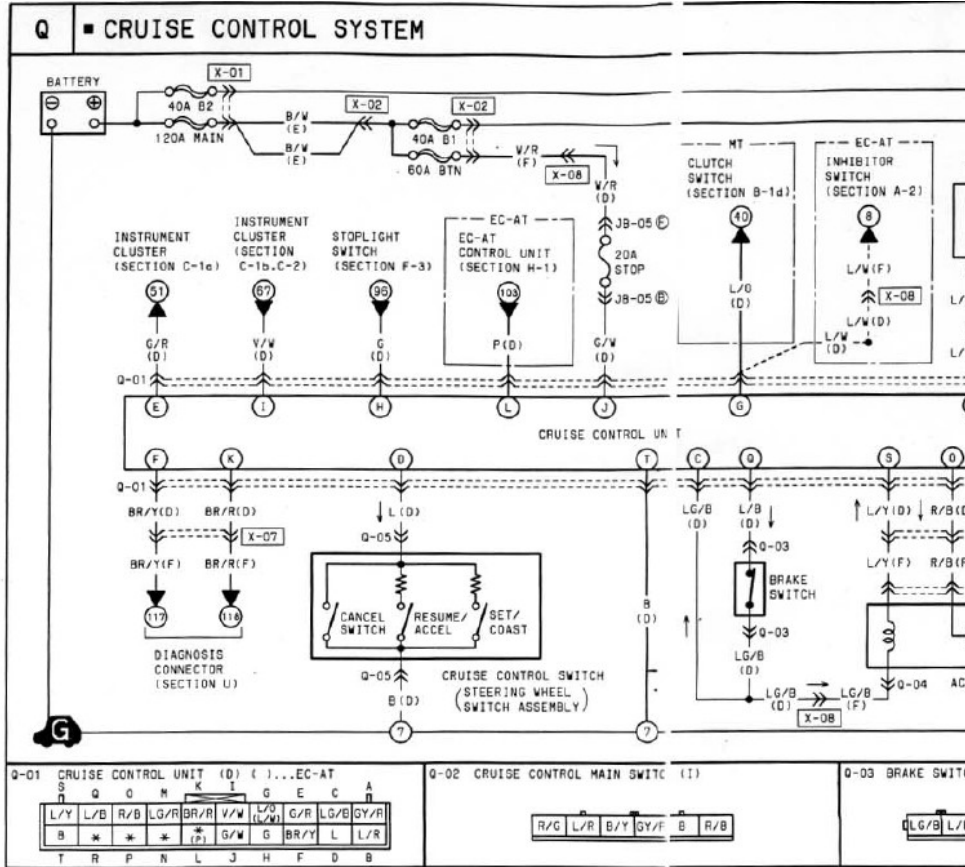 Q ■ CRUISE CONTROL SYSTEM
BATTERY
X-01
40A B2
120A MAIN
B/W
(E)
B/W
(E)
X-02
X-02
40A B1
60A BTN
W/R
(F)
X-08
W/R
(D)
JB-05 Ⓕ
20A
STOP
JB-05 Ⓑ
G/W
(D)
MT
CLUTCH
SWITCH
(SECTION B-1d)
40
L/O
(D)
EC-AT
INHIBITOR
SWITCH
(SECTION A-2)
8
L/W(F)
X-08
L/W(D)
L/W
(D)
L/
L/
INSTRUMENT
CLUSTER
(SECTION C-1a)
51
G/R
(D)
INSTRUMENT
CLUSTER
(SECTION
C-1b.C-2)
67
V/W
(D)
STOPLIGHT
SWITCH
(SECTION F-3)
96
G
(D)
EC-AT
EC-AT
CONTROL UNIT
(SECTION H-1)
103
P(D)
Q-01
E I H L J G
CRUISE CONTROL UNIT
F K D T C Q S O
Q-01
BR/Y(D) BR/R(D)
X-07
BR/Y(F) BR/R(F)
117 118
DIAGNOSIS
CONNECTOR
(SECTION U)
L(D)
Q-05
CANCEL
SWITCH
RESUME/
ACCEL
SET/
COAST
Q-05
CRUISE CONTROL SWITCH
(STEERING WHEEL
SWITCH ASSEMBLY)
B(D)
7
B
(D)
7
LG/B
(D)
L/B
(D)
Q-03
BRAKE
SWITCH
Q-03
LG/B
(D)
LG/B
(D)
LG/B
(F)
X-08
L/Y(D) R/B(D)
L/Y(F) R/B(F
Q-04 AC
G
Q-01 CRUISE CONTROL UNIT (D) ( )...EC-AT
S Q O M K I G E C A
L/Y L/B R/B LG/R BR/R V/W L/O (L/W) G/R LG/B GY/R
B * * * * (P) G/W G BR/Y L L/R
T R P N L J H F D B
Q-02 CRUISE CONTROL MAIN SWITC (I)
R/G L/R B/Y GY/R B R/B
Q-03 BRAKE SWITC
LG/B L/